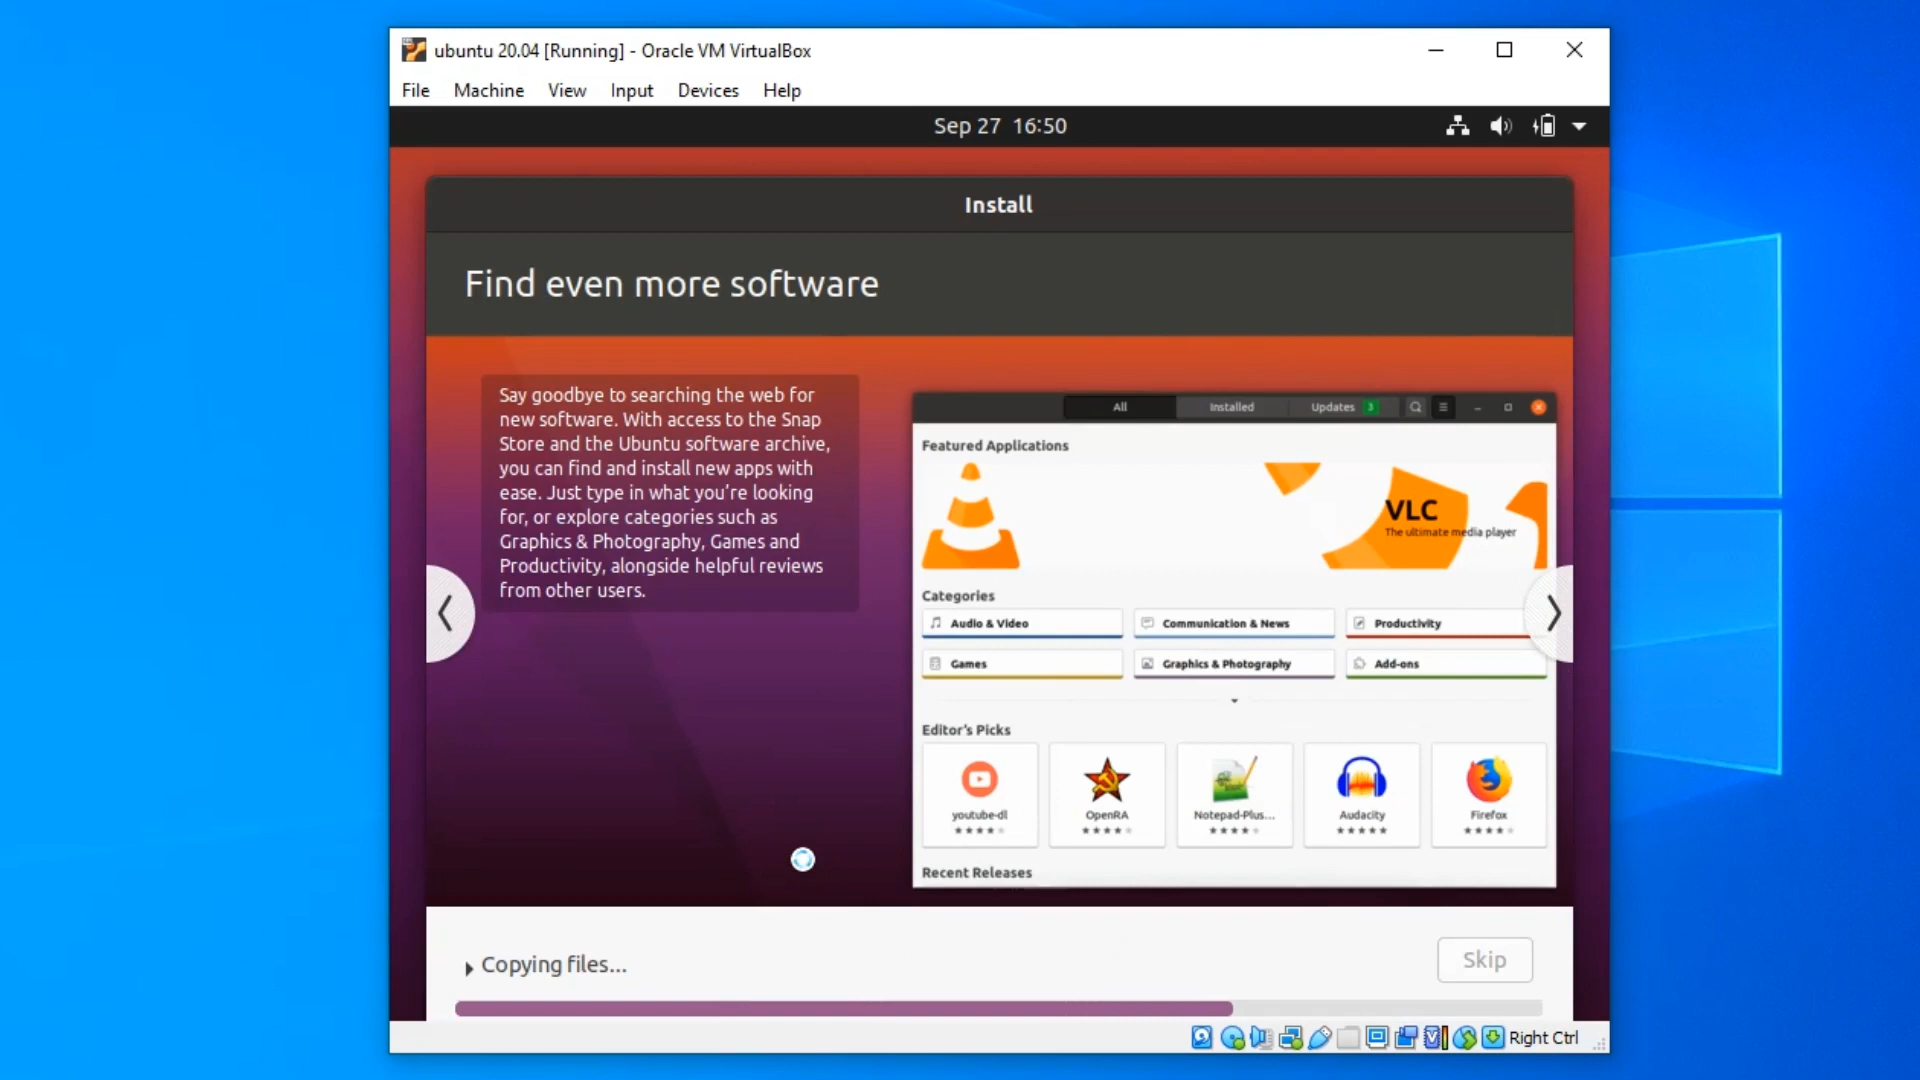 ubuntu 20.04 [Running] - Oracle VM VirtualBox
File Machine View Input Devices Help
Sep 27 16:50
Install
Find even more software
Say goodbye to searching the web for
new software. With access to the Snap
Store and the Ubuntu software archive,
you can find and install new apps with
ease. Just type in what you're looking
for, or explore categories such as
Graphics & Photography, Games and
Productivity, alongside helpful reviews
from other users.
All Installed Updates 3
Featured Applications
VLC
The ultimate media player
Categories
Audio & Video Communication & News Productivity
Games Graphics & Photography Add-ons
Editor's Picks
youtube-dl OpenRA Notepad-Plus... Audacity Firefox
Recent Releases
Copying files...
Skip
Right Ctrl